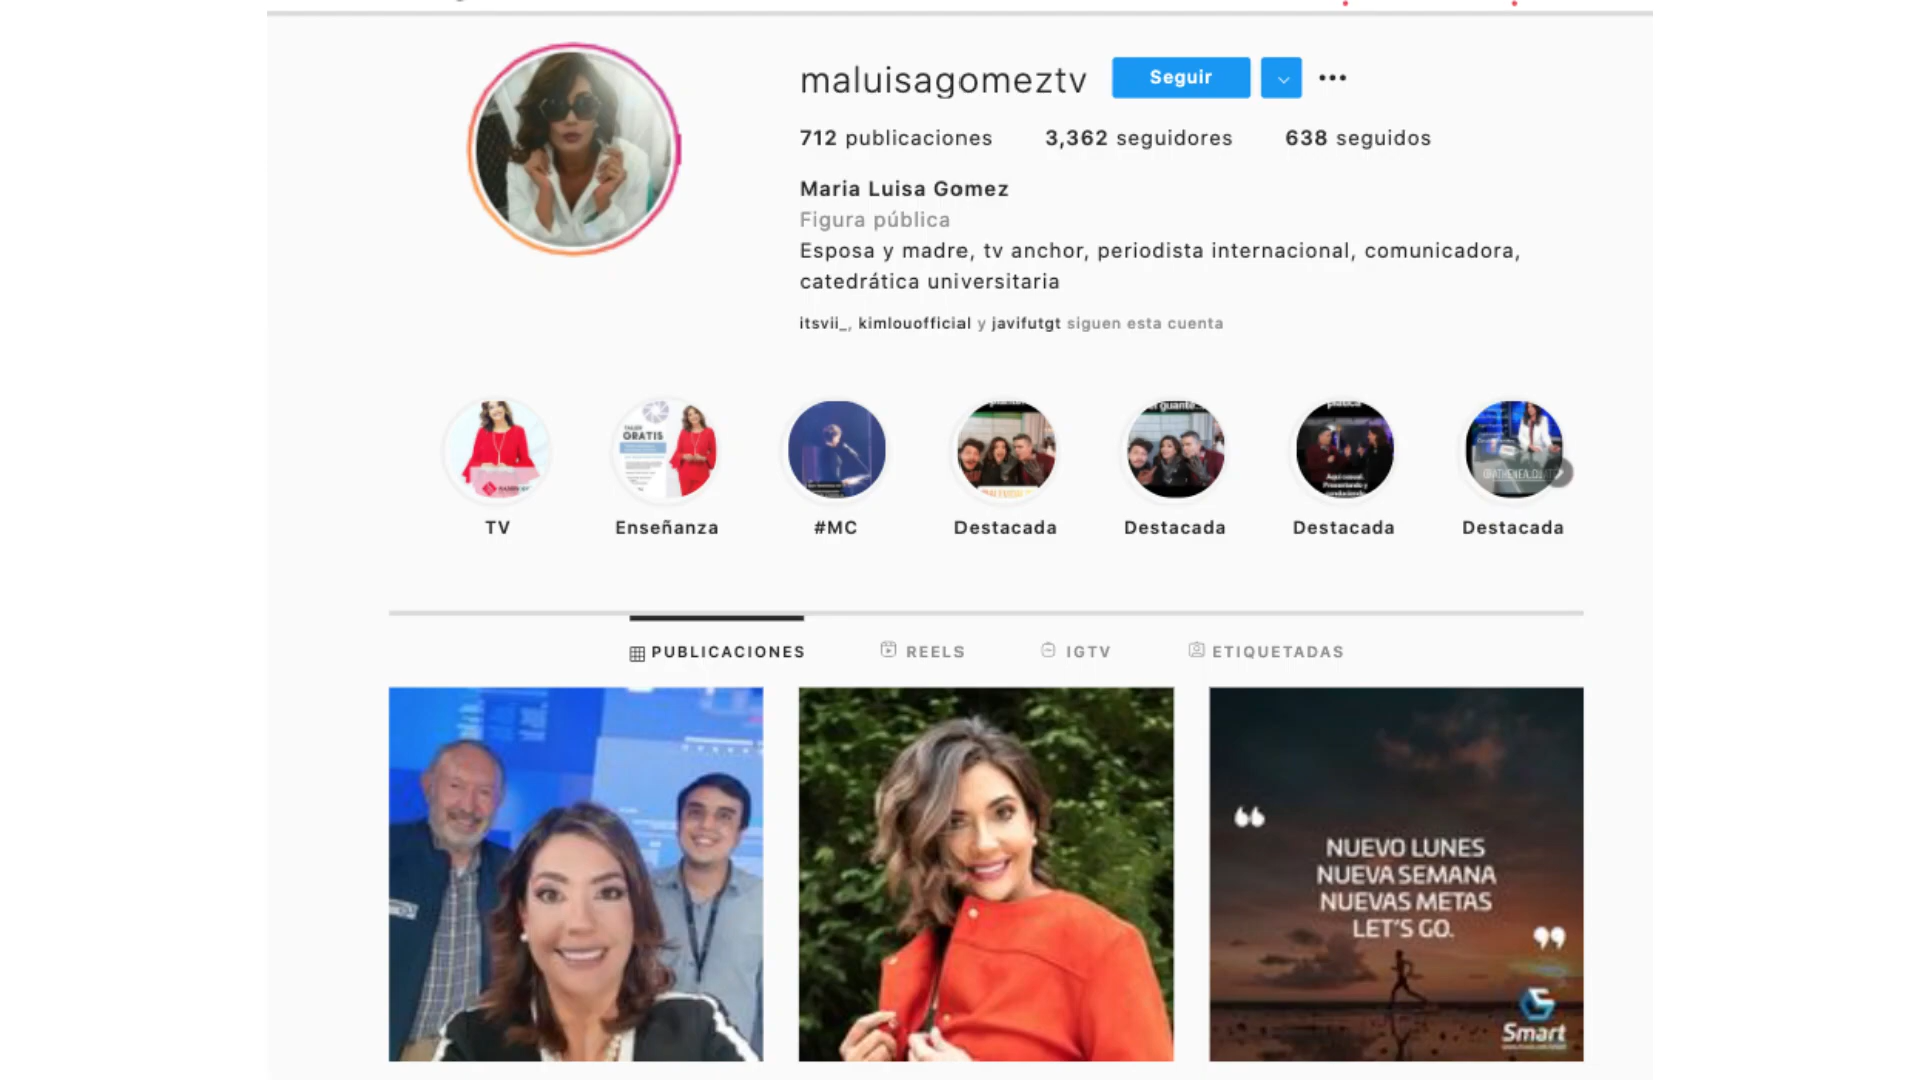 maluisagomeztv
Seguir
712 publicaciones 3,362 seguidores 638 seguidos
Maria Luisa Gomez
Figura pública
Esposa y madre, tv anchor, periodista internacional, comunicadora,
catedrática universitaria
itsvii_, kimlouofficial y javifutgt siguen esta cuenta
TALLER
GRATIS
TV Enseñanza #MC Destacada Destacada Destacada Destacada
PUBLICACIONES REELS IGTV ETIQUETADAS
“
NUEVO LUNES
NUEVA SEMANA
NUEVAS METAS
LET'S GO.
”
Smart